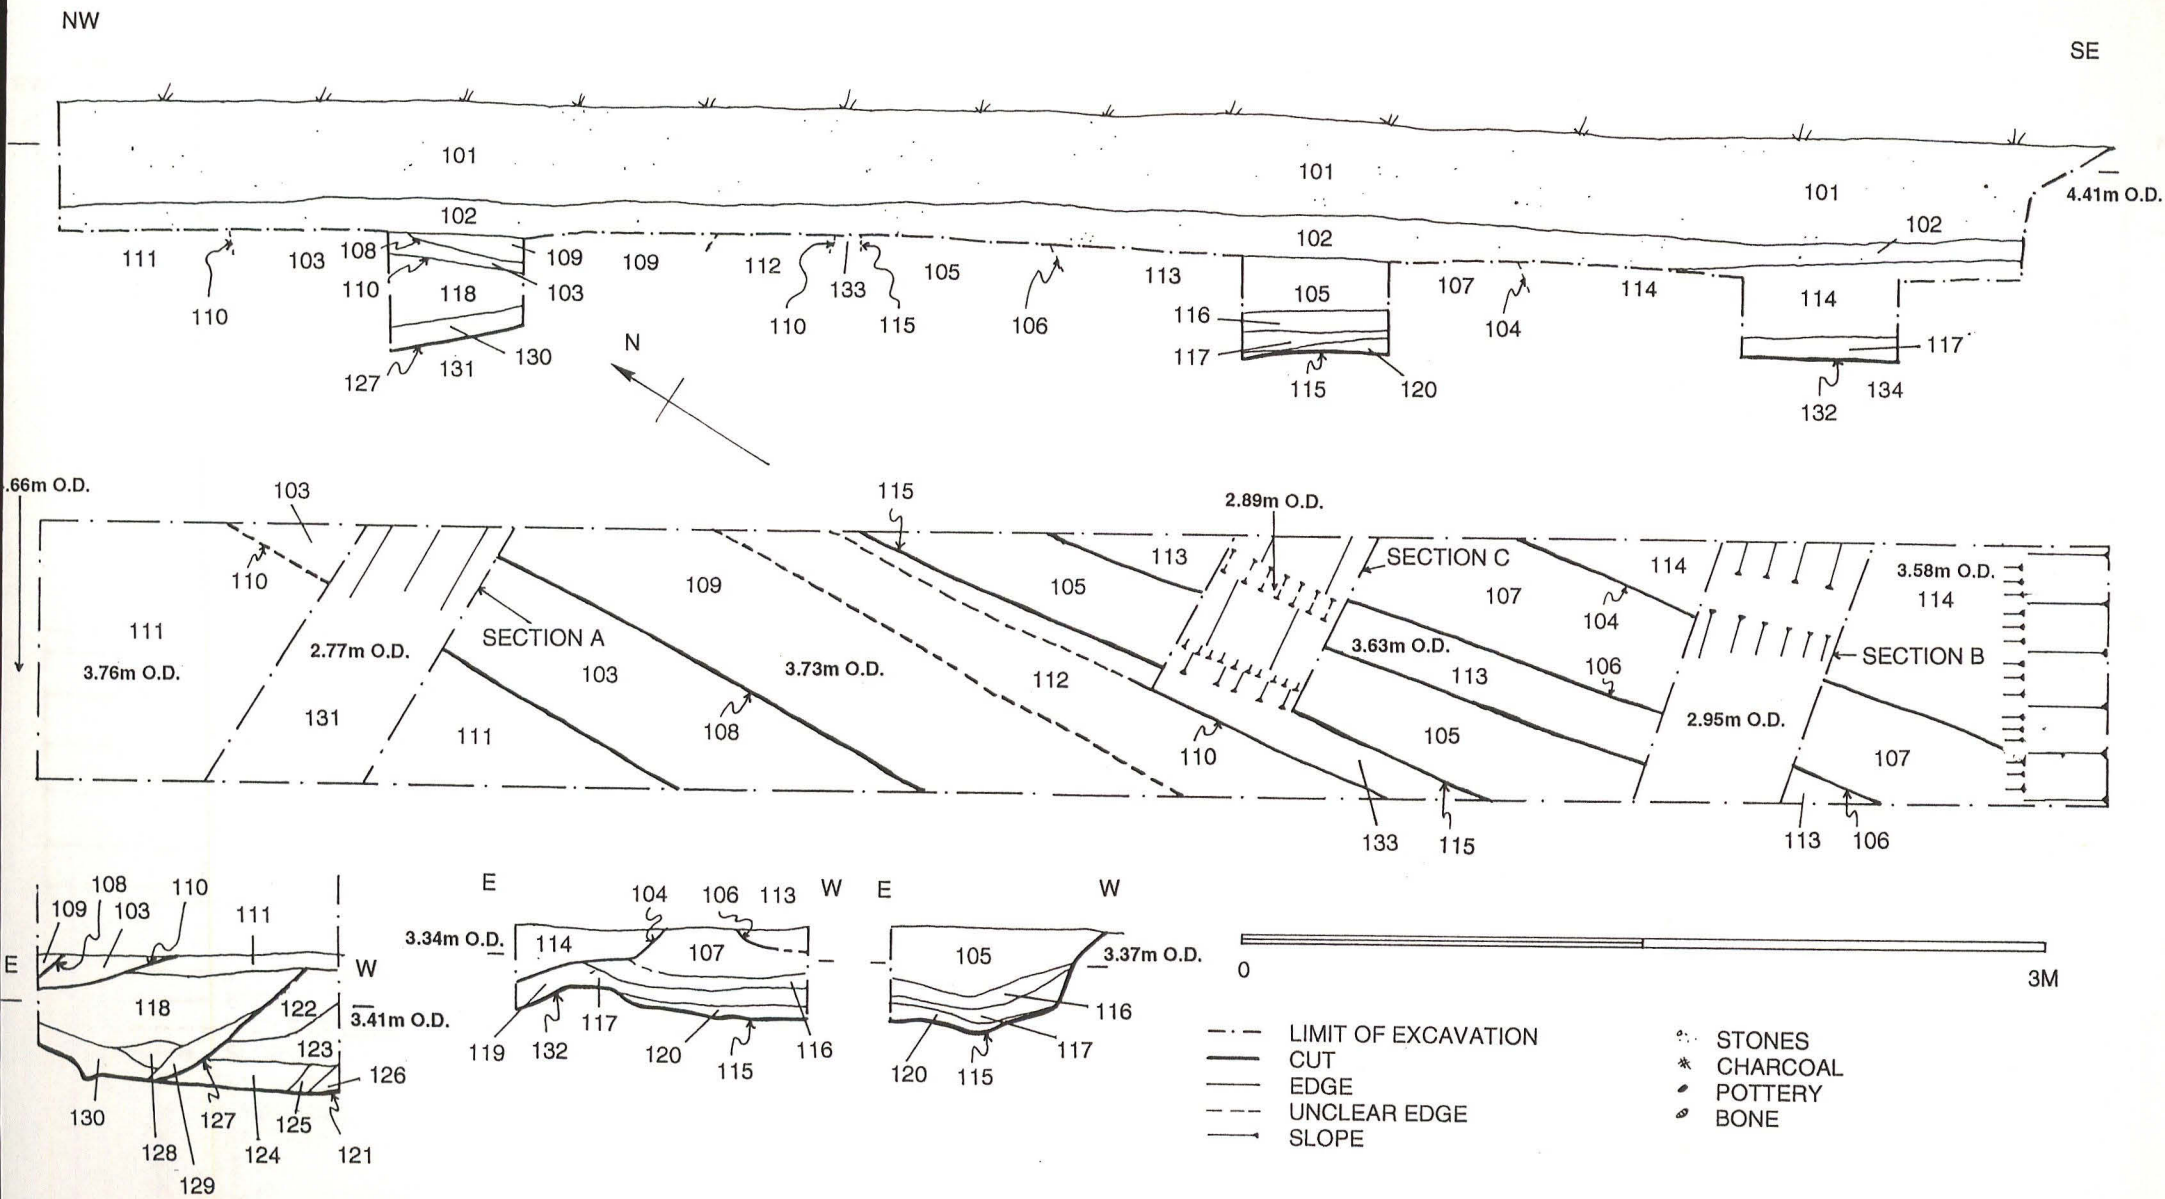 NW
SE
101
101
101
4.41m O.D.
102
102
102
111
110
103
108
109
110
118
103
109
112
110
133
115
105
106
113
105
107
104
114
114
116
117
130
131
127
115
120
117
132
134
N
.66m O.D.
103
115
2.89m O.D.
110
109
105
113
SECTION C
107
114
3.58m O.D.
114
111
3.76m O.D.
2.77m O.D.
SECTION A
103
3.73m O.D.
112
3.63m O.D.
104
106
113
SECTION B
131
111
108
110
105
2.95m O.D.
107
133
115
113
106
108
110
109
103
111
E
W
118
122
3.41m O.D.
123
126
130
127
125
128
124
121
129
E
W
104
106
113
3.34m O.D.
114
107
119
132
117
120
115
116
E
W
105
3.37m O.D.
116
117
120
115
0
3M
LIMIT OF EXCAVATION
CUT
EDGE
UNCLEAR EDGE
SLOPE
STONES
CHARCOAL
POTTERY
BONE